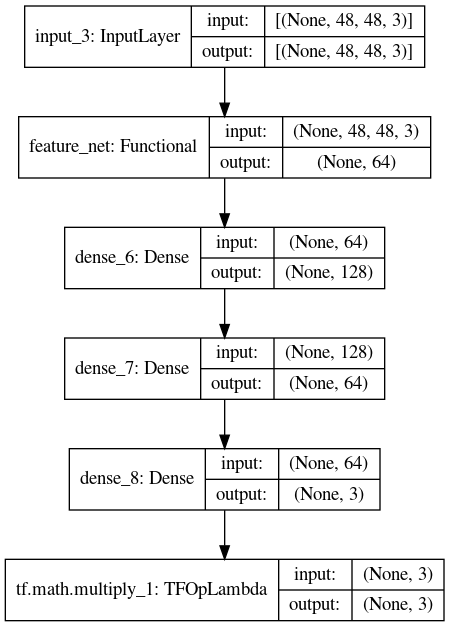 input_3: InputLayer
input:
[(None, 48, 48, 3)]
output:
[(None, 48, 48, 3)]
feature_net: Functional
input:
(None, 48, 48, 3)
output:
(None, 64)
dense_6: Dense
input:
(None, 64)
output:
(None, 128)
dense_7: Dense
input:
(None, 128)
output:
(None, 64)
dense_8: Dense
input:
(None, 64)
output:
(None, 3)
tf.math.multiply_1: TFOpLambda
input:
(None, 3)
output:
(None, 3)